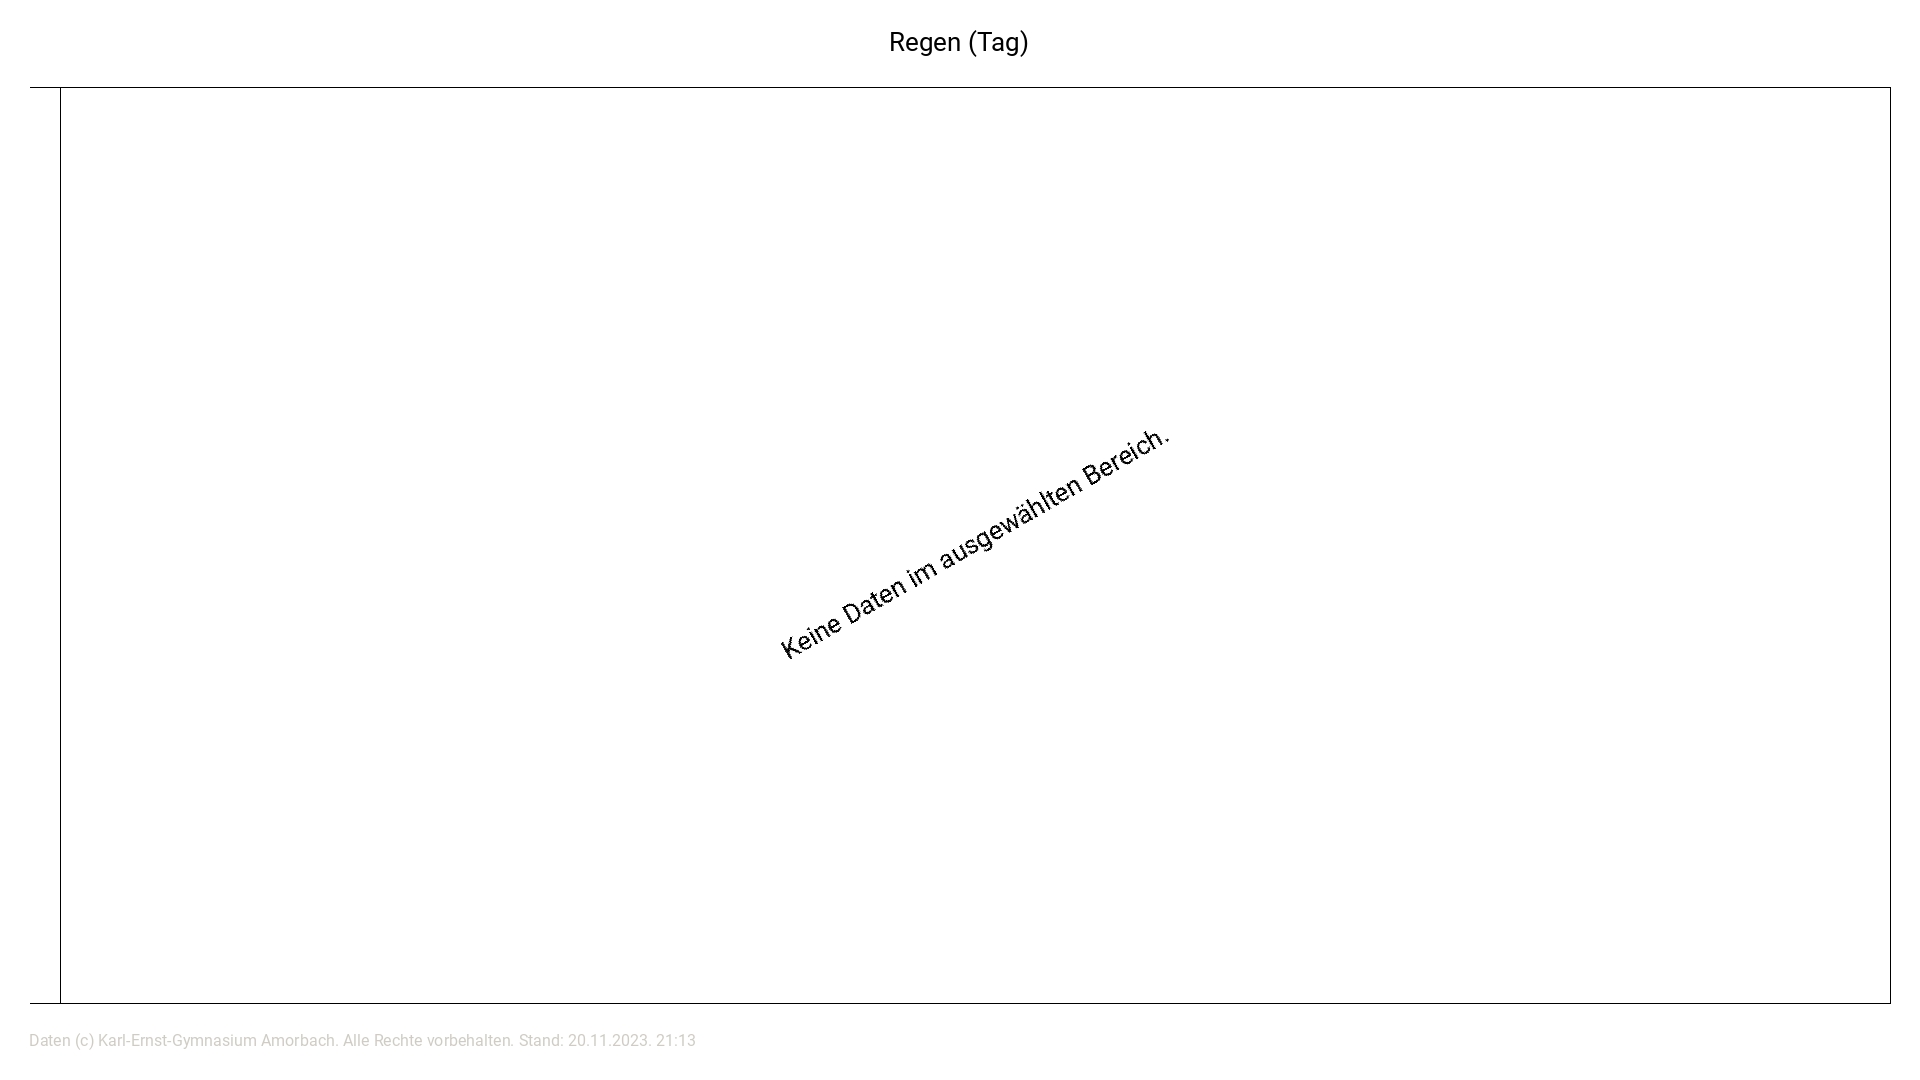 Regen (Tag)
Keine Daten im ausgewählten Bereich.
Daten (c) Karl-Ernst-Gymnasium Amorbach. Alle Rechte vorbehalten. Stand: 20.11.2023. 21:13